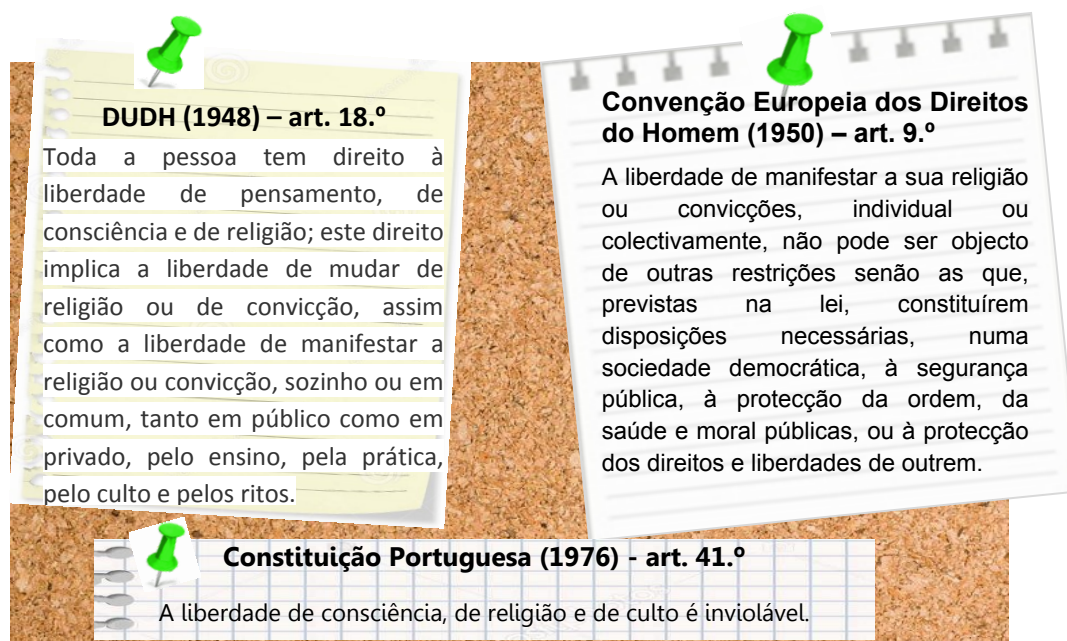 DUDH (1948) – art. 18.º
Toda a pessoa tem direito à
liberdade de pensamento, de
consciência e de religião; este direito
implica a liberdade de mudar de
religião ou de convicção, assim
como a liberdade de manifestar a
religião ou convicção, sozinho ou em
comum, tanto em público como em
privado, pelo ensino, pela prática,
pelo culto e pelos ritos.
Convenção Europeia dos Direitos
do Homem (1950) – art. 9.º
A liberdade de manifestar a sua religião
ou convicções, individual ou
colectivamente, não pode ser objecto
de outras restrições senão as que,
previstas na lei, constituírem
disposições necessárias, numa
sociedade democrática, à segurança
pública, à protecção da ordem, da
saúde e moral públicas, ou à protecção
dos direitos e liberdades de outrem.
Constituição Portuguesa (1976) - art. 41.º
A liberdade de consciência, de religião e de culto é inviolável.